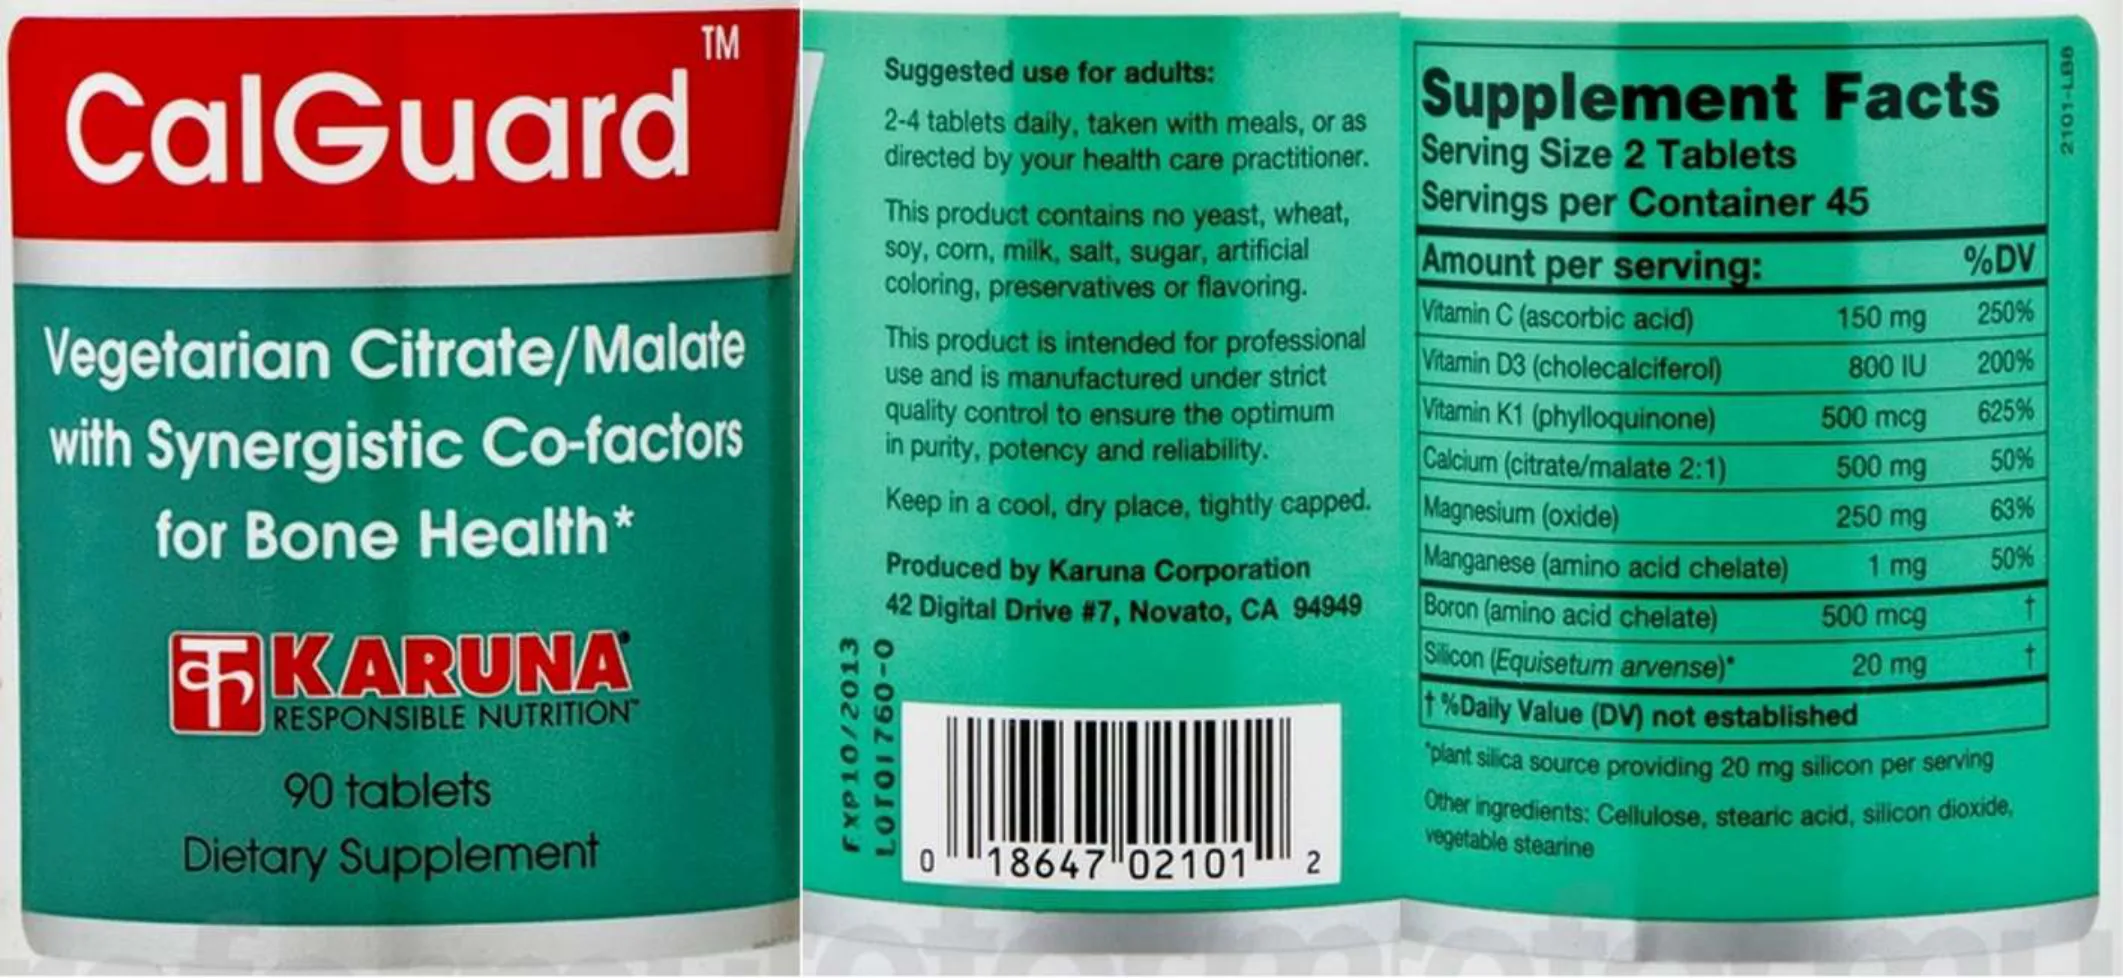 CalGuard™
Vegetarian Citrate/Malate
with Synergistic Co-factors
for Bone Health*
क
KARUNA®
RESPONSIBLE NUTRITION™
90 tablets
Dietary Supplement
Suggested use for adults:
2-4 tablets daily, taken with meals, or as
directed by your health care practitioner.
This product contains no yeast, wheat,
soy, corn, milk, salt, sugar, artificial
coloring, preservatives or flavoring.
This product is intended for professional
use and is manufactured under strict
quality control to ensure the optimum
in purity, potency and reliability.
Keep in a cool, dry place, tightly capped.
Produced by Karuna Corporation
42 Digital Drive #7, Novato, CA 94949
EXP10/2013
LOT01760-0
0 18647 02101 2
Supplement Facts
Serving Size 2 Tablets
Servings per Container 45
Amount per serving: %DV
Vitamin C (ascorbic acid) 150 mg 250%
Vitamin D3 (cholecalciferol) 800 IU 200%
Vitamin K1 (phylloquinone) 500 mcg 625%
Calcium (citrate/malate 2:1) 500 mg 50%
Magnesium (oxide) 250 mg 63%
Manganese (amino acid chelate) 1 mg 50%
Boron (amino acid chelate) 500 mcg †
Silicon (Equisetum arvense)* 20 mg †
† %Daily Value (DV) not established
*plant silica source providing 20 mg silicon per serving
Other ingredients: Cellulose, stearic acid, silicon dioxide,
vegetable stearine
2101-LB8